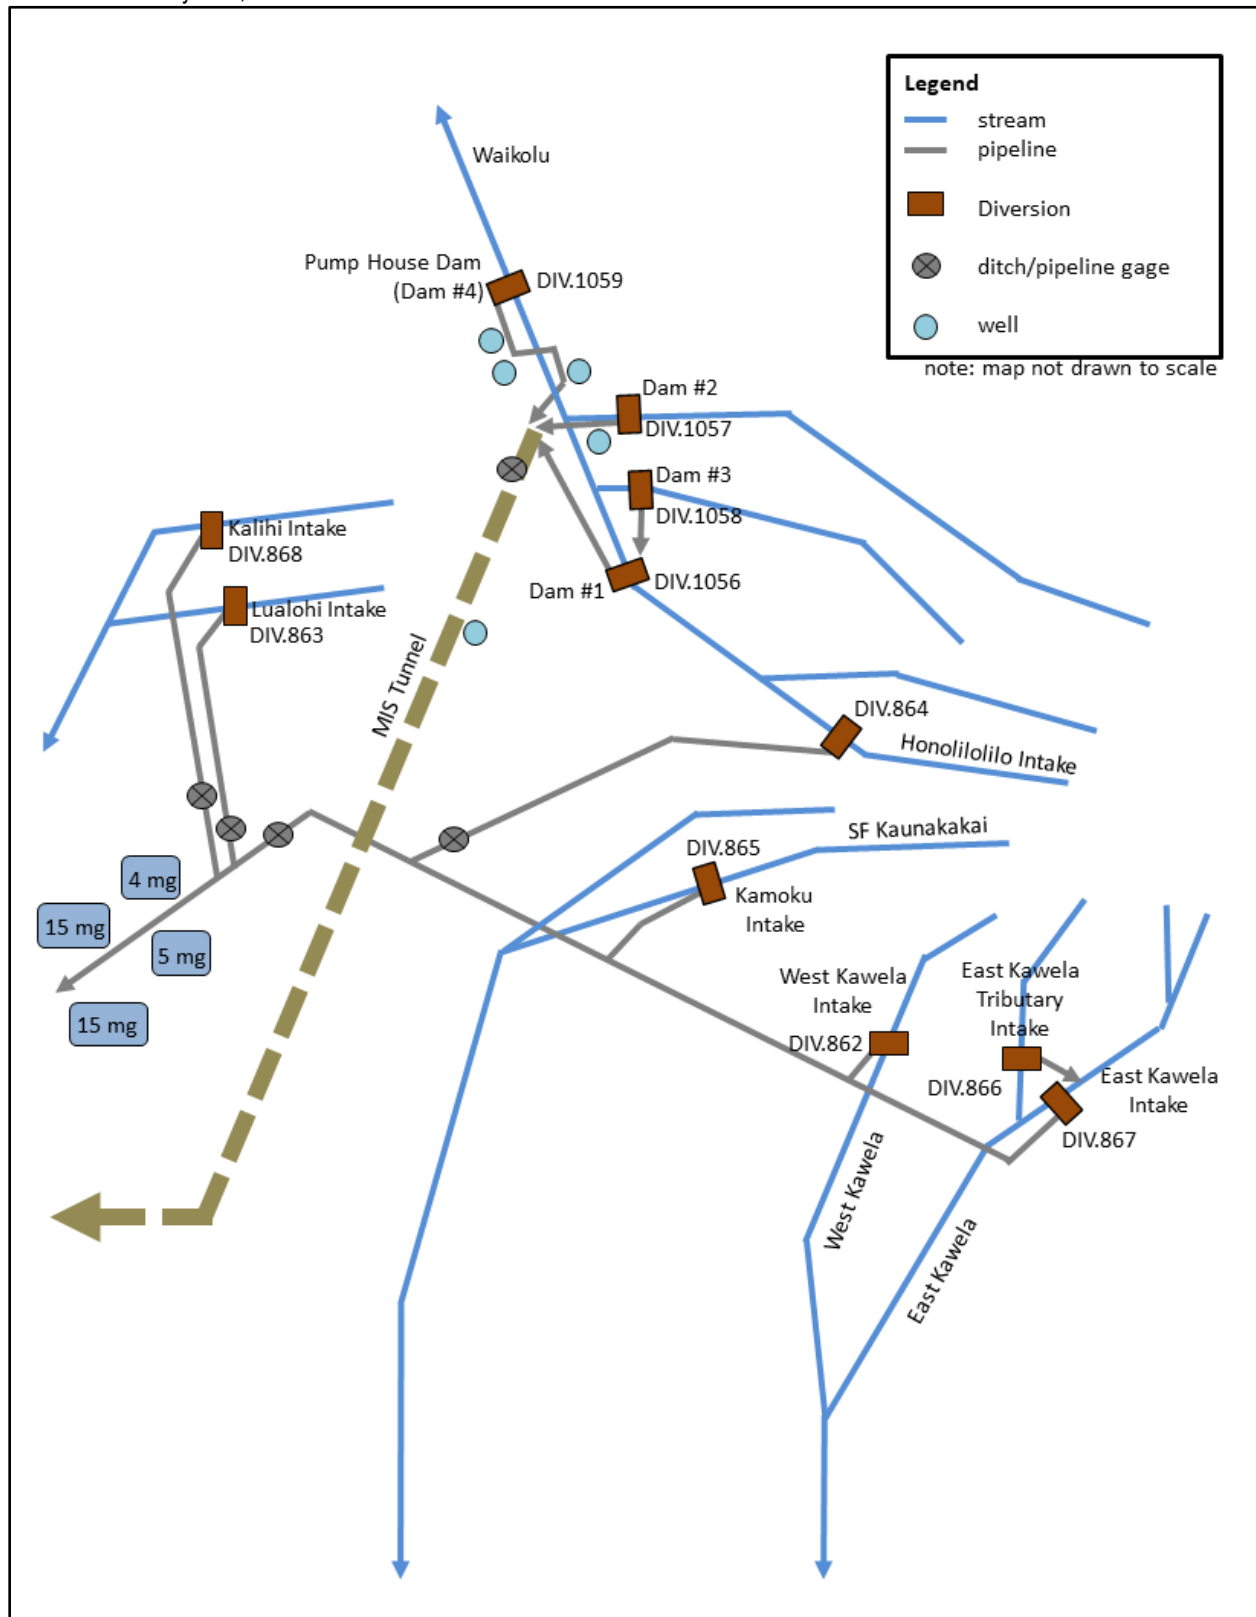 Legend
stream
pipeline
Diversion
ditch/pipeline gage
well
note: map not drawn to scale
Waikolu
Pump House Dam
(Dam #4)
DIV.1059
Dam #2
DIV.1057
Dam #3
DIV.1058
Dam #1
DIV.1056
Kalihi Intake
DIV.868
Lualohi Intake
DIV.863
MIS Tunnel
DIV.864
Honolilolilo Intake
SF Kaunakakai
DIV.865
Kamoku
Intake
4 mg
15 mg
5 mg
15 mg
West Kawela
Intake
DIV.862
East Kawela
Tributary
Intake
DIV.866
East Kawela
Intake
DIV.867
West Kawela
East Kawela